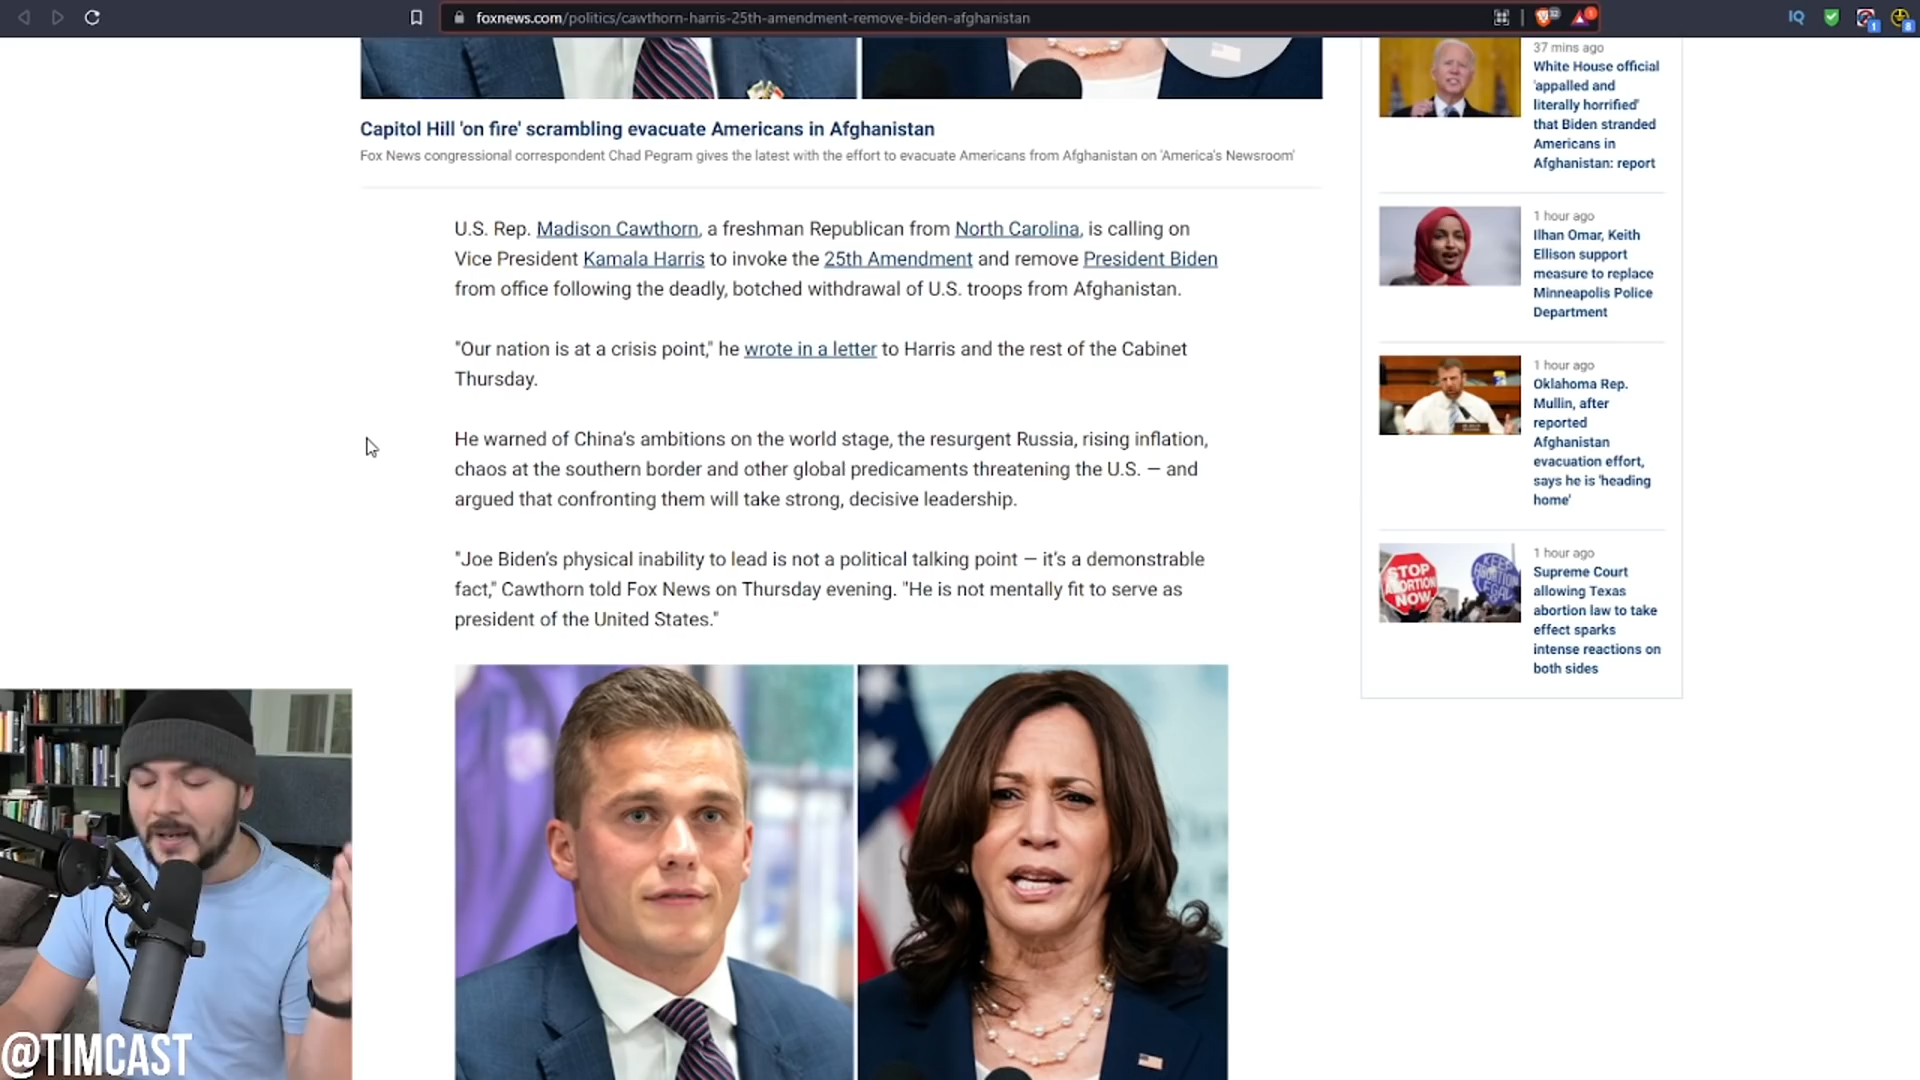 foxnews.com/politics/cawthorn-harris-25th-amendment-remove-biden-afghanistan
Capitol Hill 'on fire' scrambling evacuate Americans in Afghanistan
Fox News congressional correspondent Chad Pegram gives the latest with the effort to evacuate Americans from Afghanistan on 'America's Newsroom'
U.S. Rep. Madison Cawthorn, a freshman Republican from North Carolina, is calling on
Vice President Kamala Harris to invoke the 25th Amendment and remove President Biden
from office following the deadly, botched withdrawal of U.S. troops from Afghanistan.
"Our nation is at a crisis point," he wrote in a letter to Harris and the rest of the Cabinet
Thursday.
He warned of China's ambitions on the world stage, the resurgent Russia, rising inflation,
chaos at the southern border and other global predicaments threatening the U.S. — and
argued that confronting them will take strong, decisive leadership.
"Joe Biden's physical inability to lead is not a political talking point — it's a demonstrable
fact," Cawthorn told Fox News on Thursday evening. "He is not mentally fit to serve as
president of the United States."
37 mins ago
White House official
'appalled and
literally horrified'
that Biden stranded
Americans in
Afghanistan: report
1 hour ago
Ilhan Omar, Keith
Ellison support
measure to replace
Minneapolis Police
Department
1 hour ago
Oklahoma Rep.
Mullin, after
reported
Afghanistan
evacuation effort,
says he is 'heading
home'
STOP
ABORTION
NOW
KEEP
ABORTION
LEGAL
1 hour ago
Supreme Court
allowing Texas
abortion law to take
effect sparks
intense reactions on
both sides
@TIMCAST
IQ
1
8